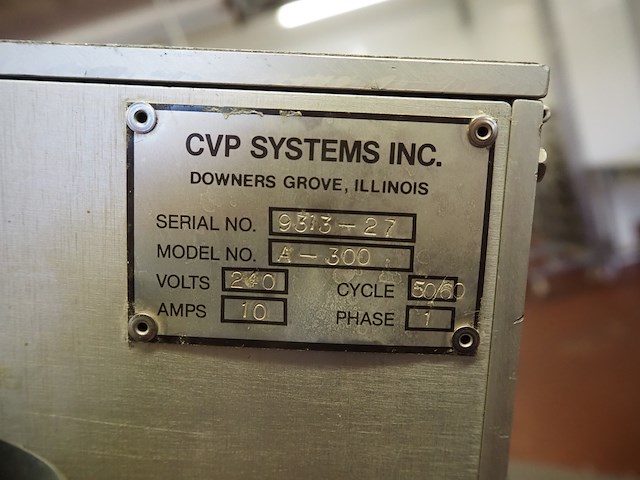 CVP SYSTEMS INC.
DOWNERS GROVE, ILLINOIS
SERIAL NO. 9313-27
MODEL NO. A-300
VOLTS 240 CYCLE 50/60
AMPS 10 PHASE 1